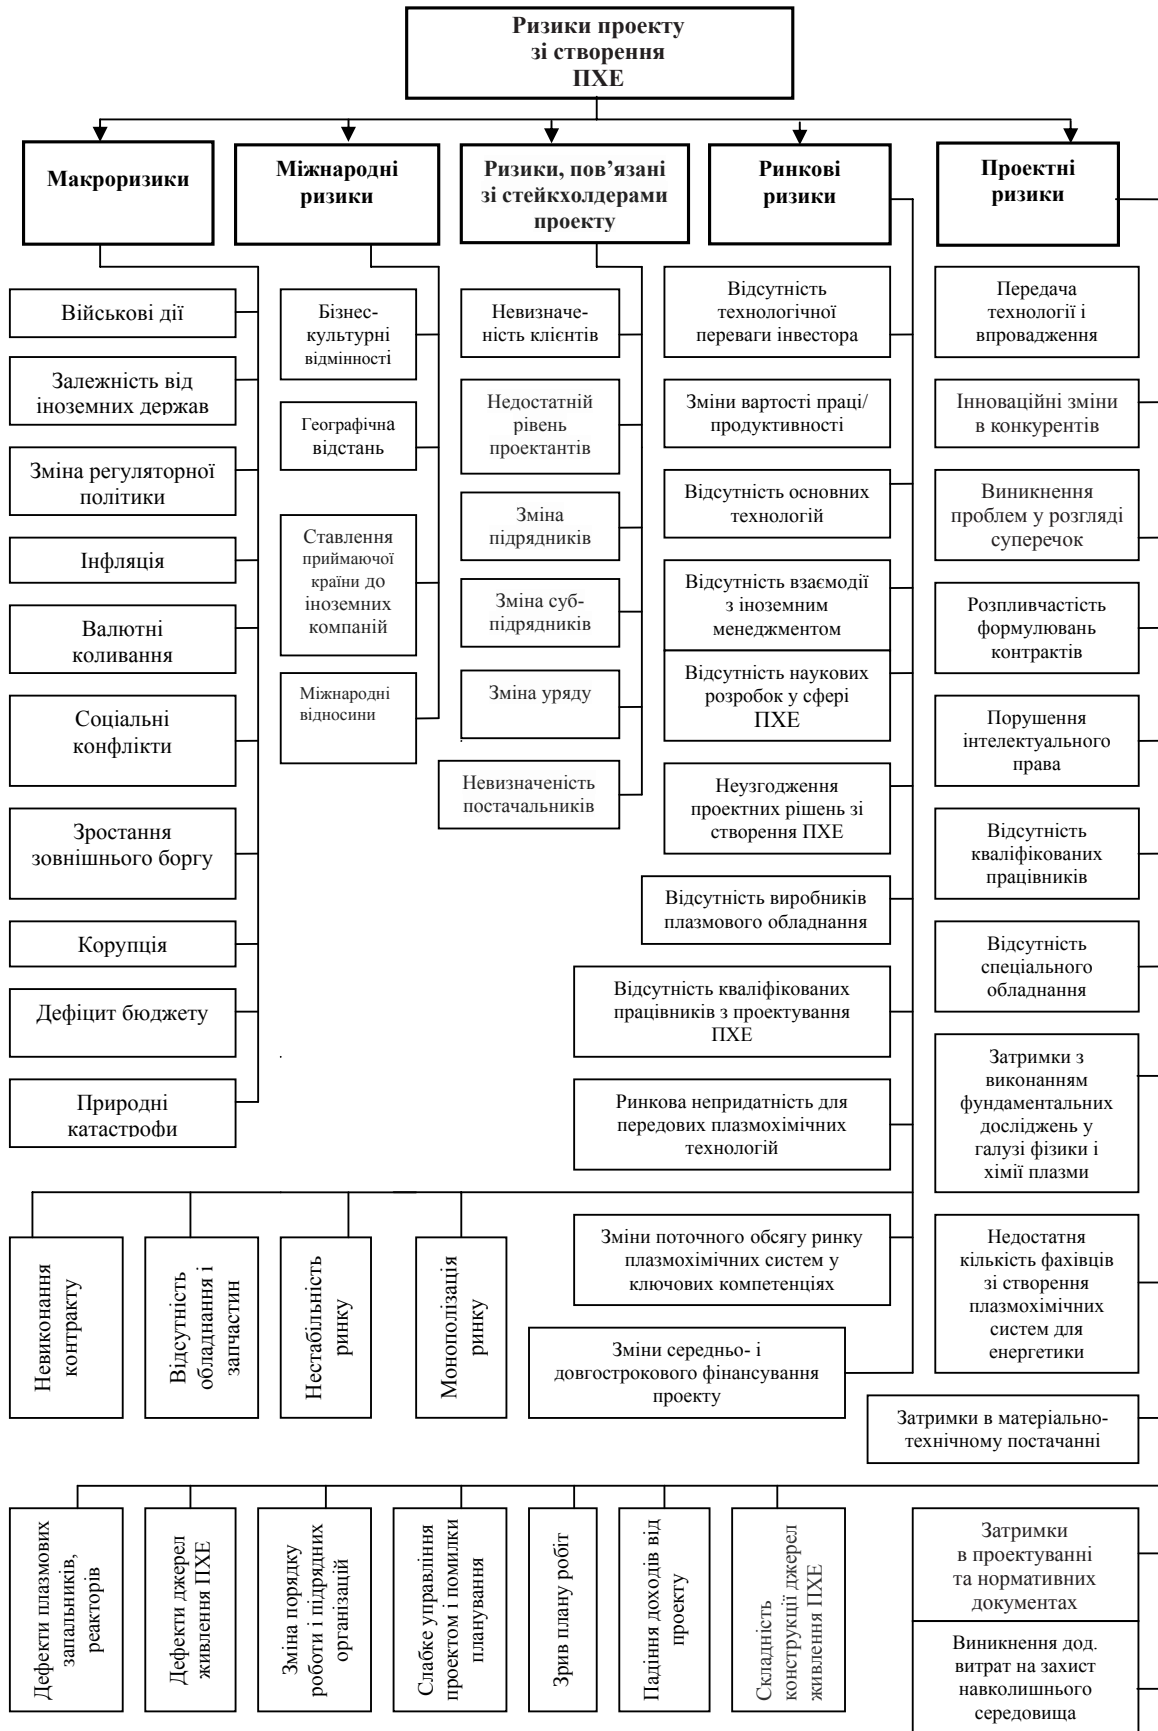 Ризики проекту
зі створення
ПХЕ
Макроризики
Міжнародні
ризики
Ризики, пов’язані
зі стейкхолдерами
проекту
Ринкові
ризики
Проектні
ризики
Військові дії
Залежність від
іноземних держав
Зміна регуляторної
політики
Інфляція
Валютні
коливання
Соціальні
конфлікти
Зростання
зовнішнього боргу
Корупція
Дефіцит бюджету
Природні
катастрофи
Бізнес-
культурні
відмінності
Географічна
відстань
Ставлення
приймаючої
країни до
іноземних
компаній
Міжнародні
відносини
Невизначе-
ність клієнтів
Недостатній
рівень
проектантів
Зміна
підрядників
Зміна суб-
підрядників
Зміна уряду
Невизначеність
постачальників
Відсутність
технологічної
переваги інвестора
Зміни вартості праці/
продуктивності
Відсутність основних
технологій
Відсутність взаємодії
з іноземним
менеджментом
Відсутність наукових
розробок у сфері
ПХЕ
Неузгодження
проектних рішень зі
створення ПХЕ
Відсутність виробників
плазмового обладнання
Відсутність кваліфікованих
працівників з проектування
ПХЕ
Ринкова непридатність для
передових плазмохімічних
технологій
Зміни поточного обсягу ринку
плазмохімічних систем у
ключових компетенціях
Зміни середньо- і
довгострокового фінансування
проекту
Невиконання
контракту
Відсутність
обладнання і
запчастин
Нестабільність
ринку
Монополізація
ринку
Передача
технології і
впровадження
Інноваційні зміни
в конкурентів
Виникнення
проблем у розгляді
суперечок
Розпливчастість
формулювань
контрактів
Порушення
інтелектуального
права
Відсутність
кваліфікованих
працівників
Відсутність
спеціального
обладнання
Затримки з
виконанням
фундаментальних
досліджень у
галузі фізики і
хімії плазми
Недостатня
кількість фахівців
зі створення
плазмохімічних
систем для
енергетики
Затримки в матеріально-
технічному постачанні
Дефекти плазмових
запальників,
реакторів
Дефекти джерел
живлення ПХЕ
Зміна порядку
роботи і підрядних
організацій
Слабке управління
проектом і помилки
планування
Зрив плану робіт
Падіння доходів від
проекту
Складність
конструкції джерел
живлення ПХЕ
Затримки
в проектуванні
та нормативних
документах
Виникнення дод.
витрат на захист
навколишнього
середовища